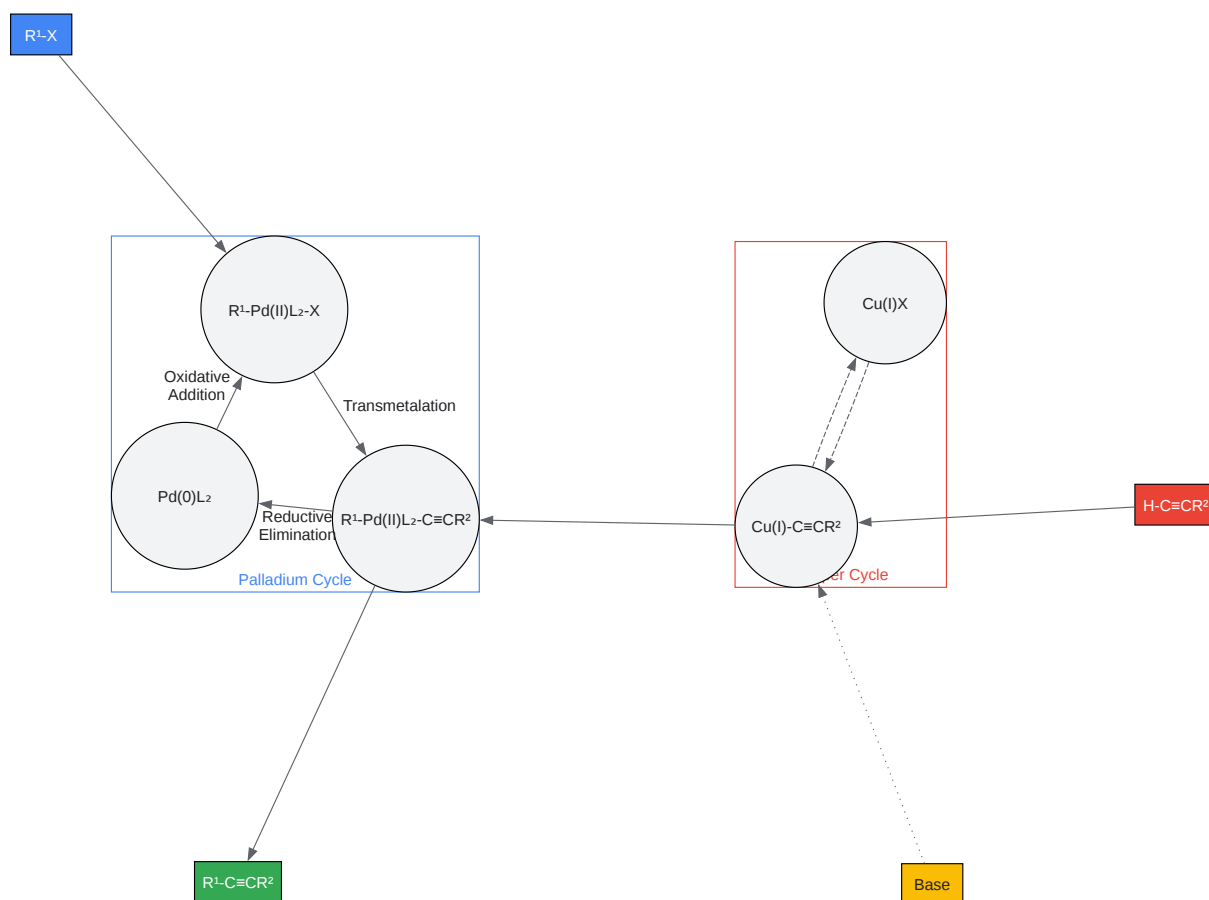 R¹-X
R¹-Pd(II)L₂-X
Cu(I)X
Oxidative
Addition
Transmetalation
Pd(0)L₂
Reductive
Elimination
R¹-Pd(II)L₂-C≡CR²
Cu(I)-C≡CR²
H-C≡CR²
Palladium Cycle
Cycle
R¹-C≡CR²
Base